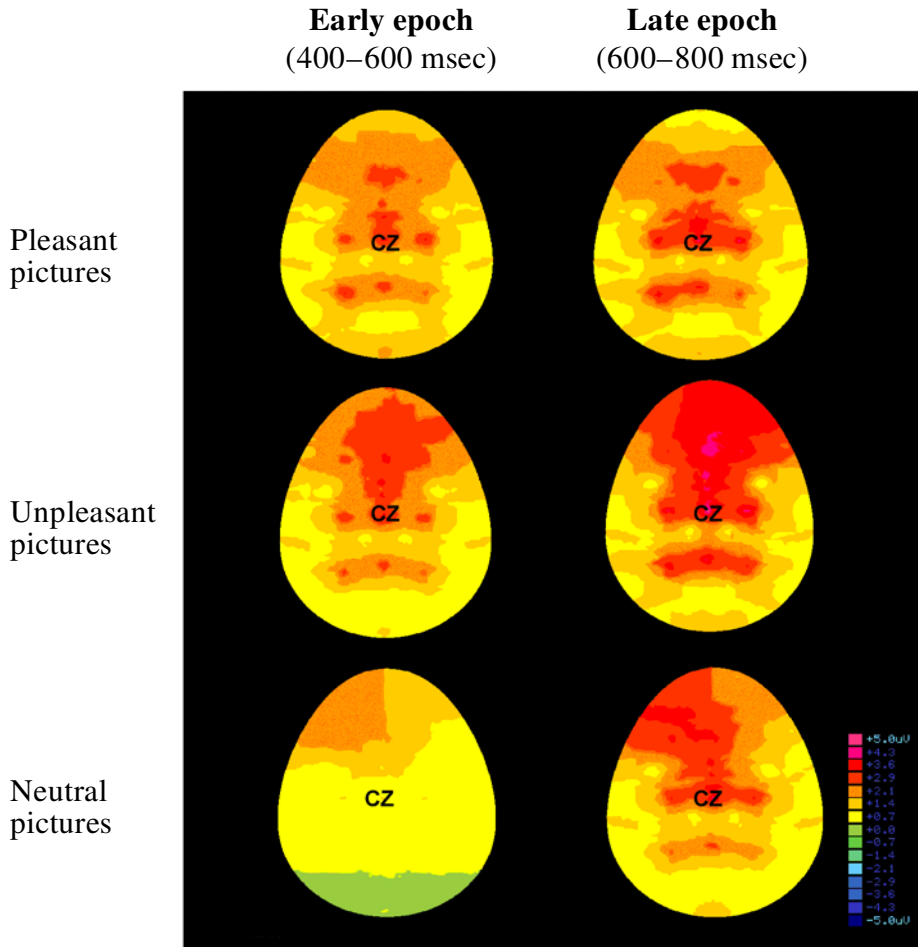 Early epoch
(400–600 msec)
Late epoch
(600–800 msec)
Pleasant
pictures
CZ
CZ
Unpleasant
pictures
CZ
CZ
Neutral
pictures
CZ
CZ
+5.0uV
+4.3
+3.6
+2.9
+2.1
+1.4
+0.7
+0.0
-0.7
-1.4
-2.1
-2.9
-3.6
-4.3
-5.0uV